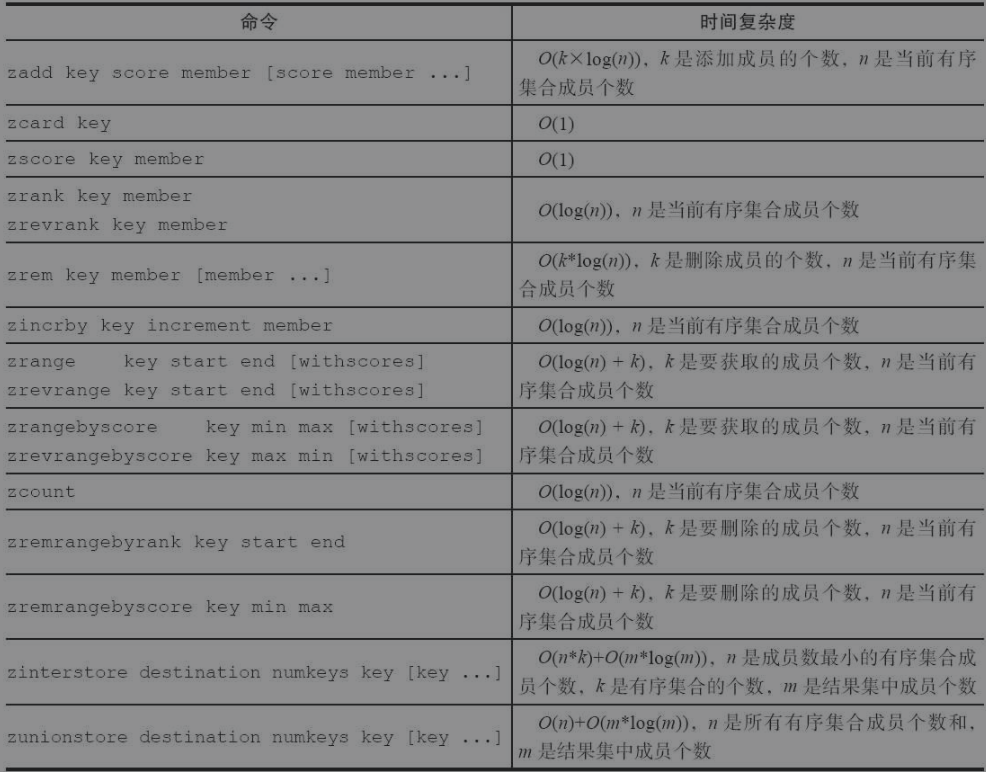 命令 时间复杂度
zadd key score member [score member ...] O(k×log(n)), k 是添加成员的个数, n 是当前有序
集合成员个数
zcard key O(1)
zscore key member O(1)
zrank key member
zrevrank key member
O(log(n)), n 是当前有序集合成员个数
zrem key member [member ...] O(k*log(n)), k 是删除成员的个数, n 是当前有序集
合成员个数
zincrby key increment member O(log(n)), n 是当前有序集合成员个数
zrange key start end [withscores] O(log(n) + k), k 是要获取的成员个数, n 是当前有
zrevrange key start end [withscores] 序集合成员个数
zrangebyscore key min max [withscores] O(log(n) + k), k 是要获取的成员个数, n 是当前有
zrevrangebyscore key max min [withscores] 序集合成员个数
zcount O(log(n)), n 是当前有序集合成员个数
zremrangebyrank key start end O(log(n) + k), k 是要删除的成员个数, n 是当前有
序集合成员个数
zremrangebyscore key min max O(log(n) + k), k 是要删除的成员个数, n 是当前有
序集合成员个数
zinterstore destination numkeys key [key ...] O(n*k)+O(m*log(m)), n 是成员数最小的有序集合成
员个数, k 是有序集合的个数, m 是结果集中成员个数
zunionstore destination numkeys key [key ...] O(n)+O(m*log(m)), n 是所有有序集合成员个数和,
m 是结果集中成员个数